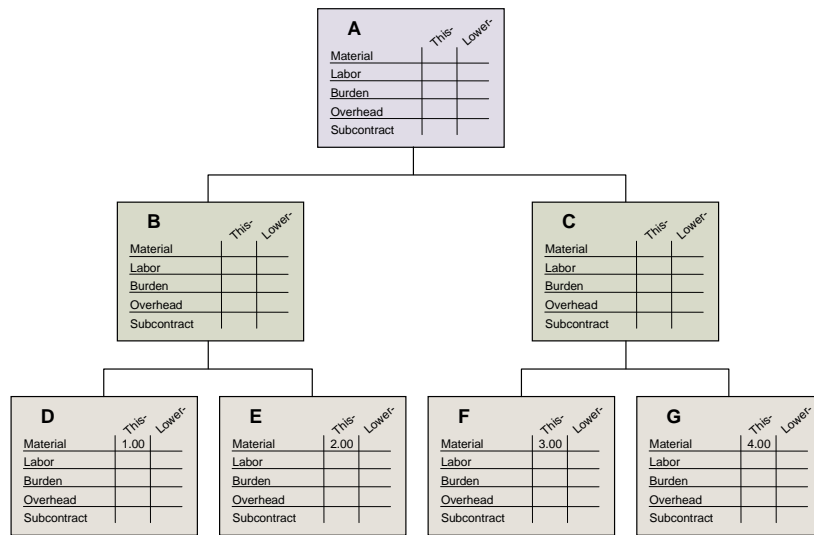 A
This- Lower-
Material
Labor
Burden
Overhead
Subcontract
B
This- Lower-
Material
Labor
Burden
Overhead
Subcontract
C
This- Lower-
Material
Labor
Burden
Overhead
Subcontract
D
This- Lower-
Material 1.00
Labor
Burden
Overhead
Subcontract
E
This- Lower-
Material 2.00
Labor
Burden
Overhead
Subcontract
F
This- Lower-
Material 3.00
Labor
Burden
Overhead
Subcontract
G
This- Lower-
Material 4.00
Labor
Burden
Overhead
Subcontract